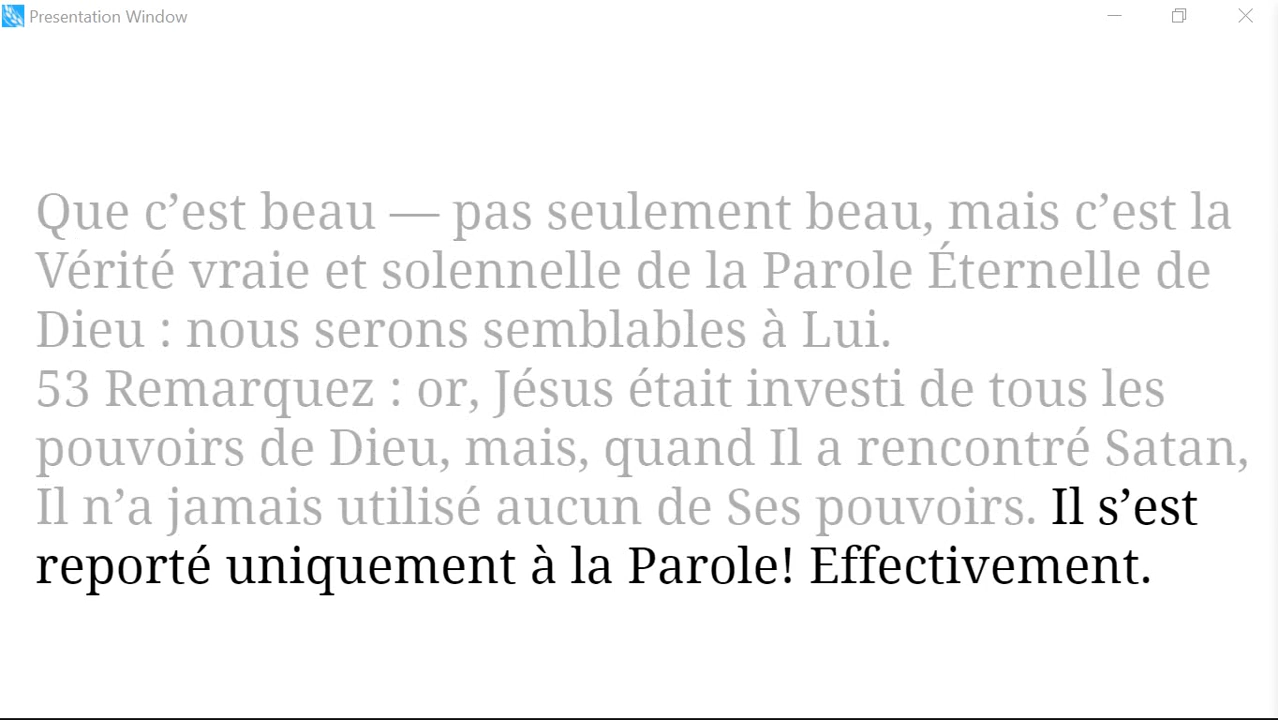 Presentation Window
Que c’est beau — pas seulement beau, mais c’est la
Vérité vraie et solennelle de la Parole Éternelle de
Dieu : nous serons semblables à Lui.
53 Remarquez : or, Jésus était investi de tous les
pouvoirs de Dieu, mais, quand Il a rencontré Satan,
Il n’a jamais utilisé aucun de Ses pouvoirs. Il s’est
reporté uniquement à la Parole! Effectivement.